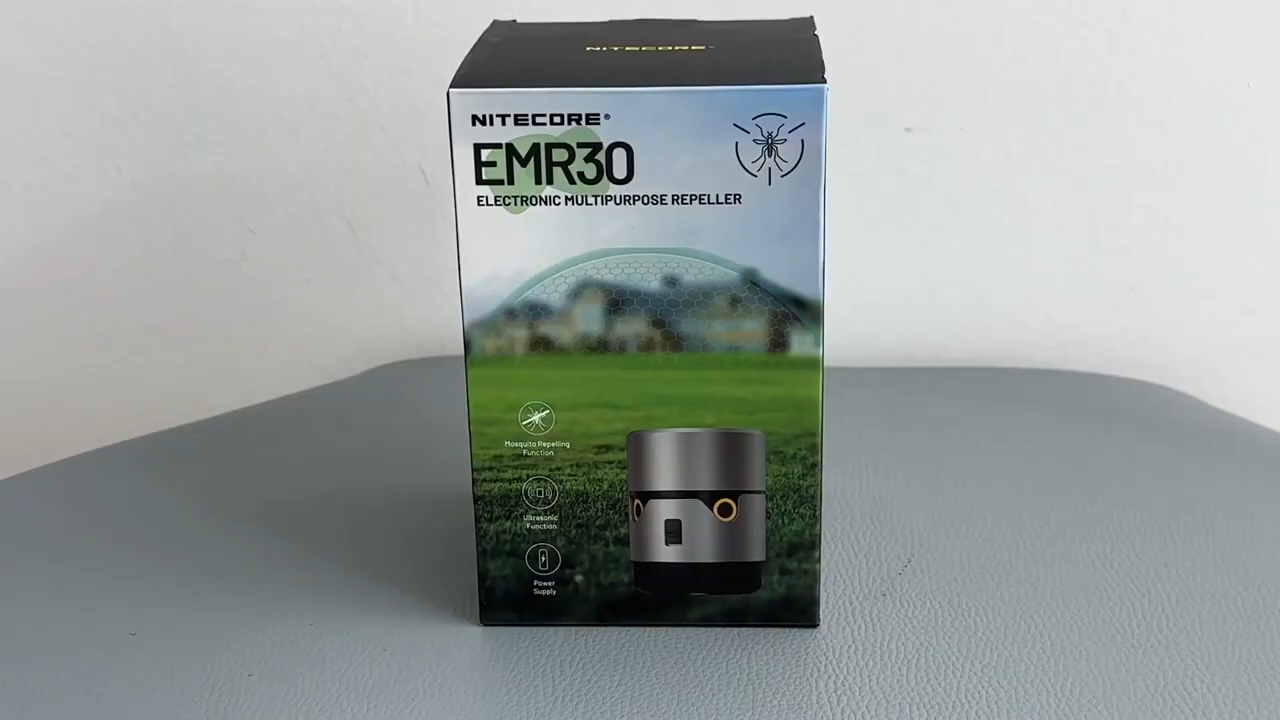 NITECORE
NITECORE®
EMR30
ELECTRONIC MULTIPURPOSE REPELLER
Mosquito Repelling
Function
Ultrasonic
Function
Power
Supply